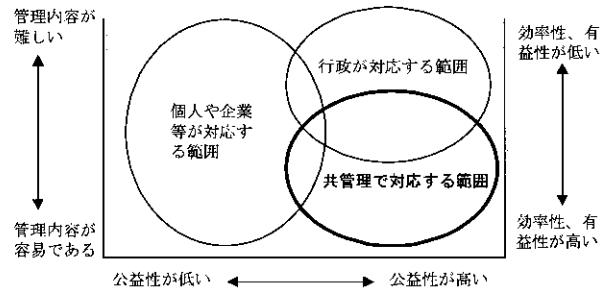 管理内容が
難しい
効率性、有
益性が低い
行政が対応する範囲
個人や企業
等が対応す
る範囲
共管理で対応する範囲
管理内容が
容易である
効率性、有
益性が高い
公益性が低い
公益性が高い